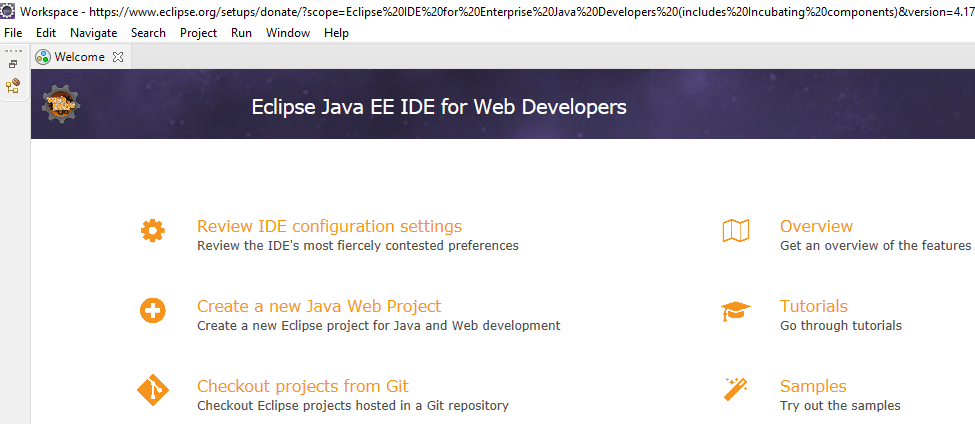 Workspace - https://www.eclipse.org/setups/donate/?scope=Eclipse%20IDE%20for%20Enterprise%20Java%20Developers%20(includes%20Incubating%20components)&version=4.17
File Edit Navigate Search Project Run Window Help
Welcome
Eclipse Java EE IDE for Web Developers
Review IDE configuration settings
Review the IDE's most fiercely contested preferences
Overview
Get an overview of the features
Create a new Java Web Project
Create a new Eclipse project for Java and Web development
Tutorials
Go through tutorials
Checkout projects from Git
Checkout Eclipse projects hosted in a Git repository
Samples
Try out the samples